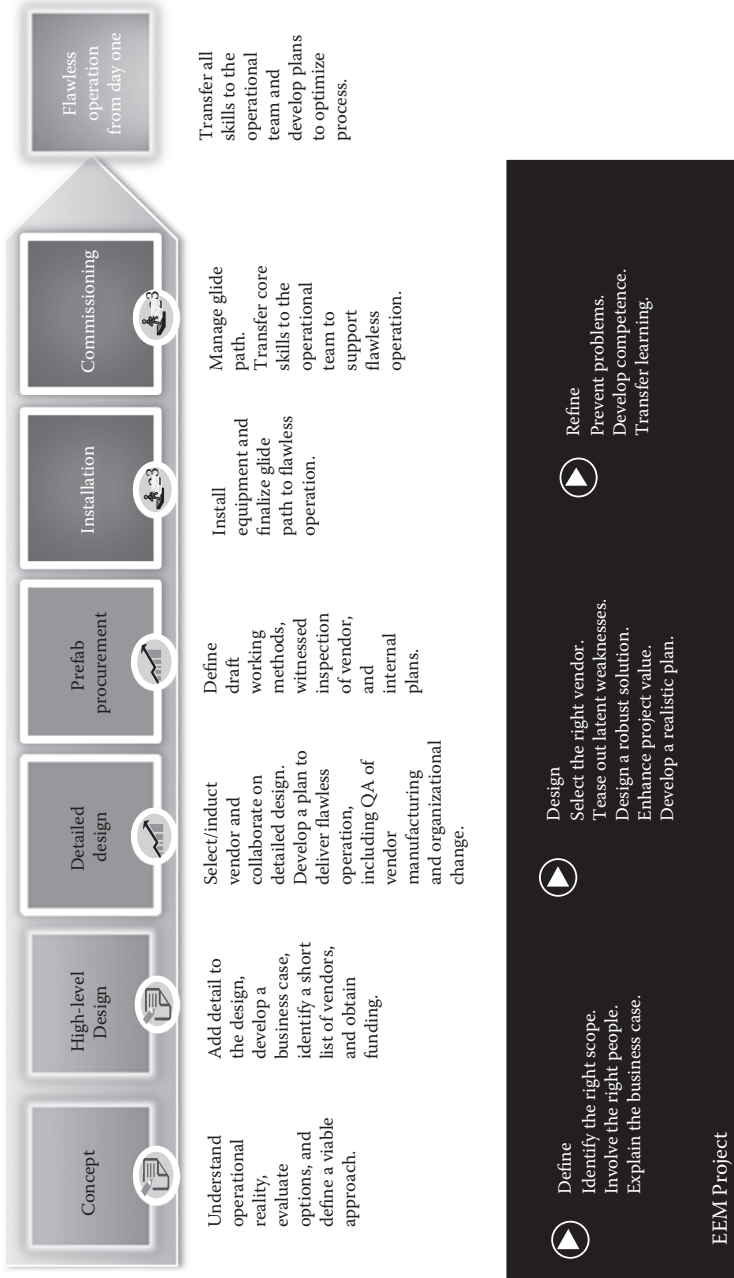 Concept
High-level
Design
Detailed
design
Prefab
procurement
Installation
Commissioning
Flawless
operation
from day one
Understand
operational
reality,
evaluate
options, and
define a viable
approach.
Add detail to
the design,
develop a
business case,
identify a short
list of vendors,
and obtain
funding.
Select/induct
vendor and
collaborate on
detailed design.
Develop a plan to
deliver flawless
operation,
including QA of
vendor
manufacturing
and organizational
change.
Define
draft
working
methods,
witnessed
inspection
of vendor,
and
internal
plans.
Install
equipment and
finalize glide
path to flawless
operation.
Manage glide
path.
Transfer core
skills to the
operational
team to
support
flawless
operation.
Transfer all
skills to the
operational
team and
develop plans
to optimize
process.
Define
Identify the right scope.
Involve the right people.
Explain the business case.
Design
Select the right vendor.
Tease out latent weaknesses.
Design a robust solution.
Enhance project value.
Develop a realistic plan.
Refine
Prevent problems.
Develop competence.
Transfer learning.
EEM Project